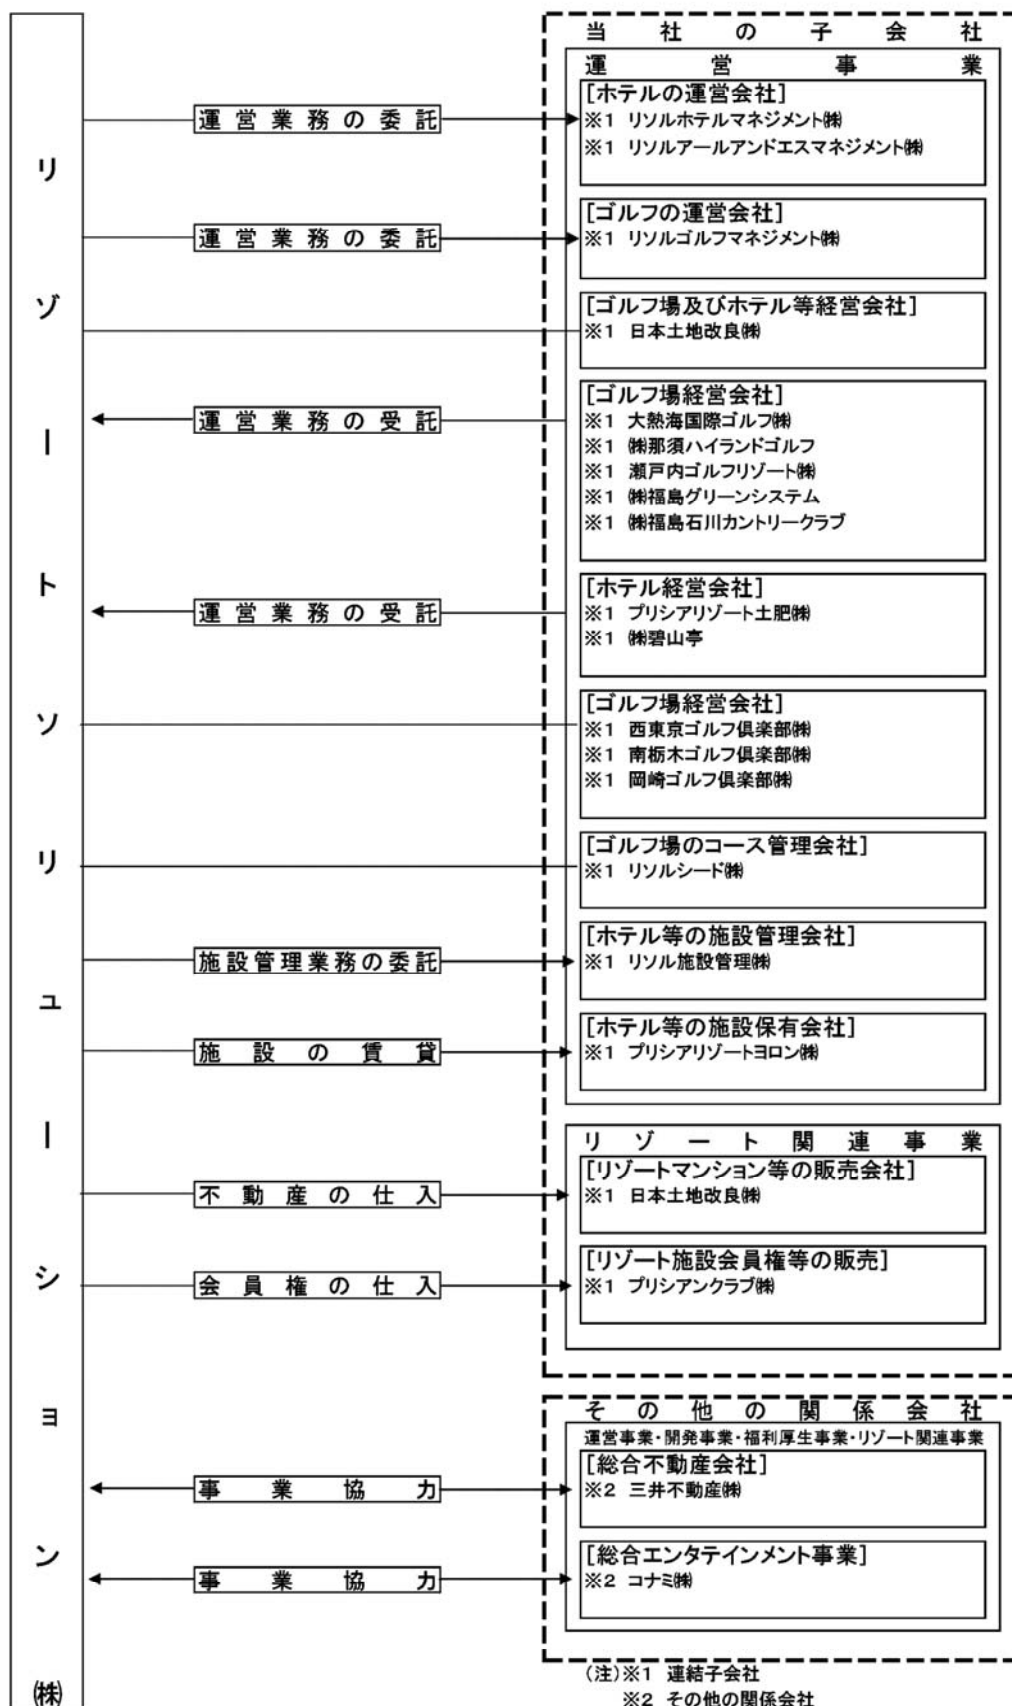 リゾートソリューション㈱
当社の子会社
運営事業
運営業務の委託
[ホテルの運営会社]
※1 リソルホテルマネジメント㈱
※1 リソルアールアンドエスマネジメント㈱
運営業務の委託
[ゴルフの運営会社]
※1 リソルゴルフマネジメント㈱
[ゴルフ場及びホテル等経営会社]
※1 日本土地改良㈱
運営業務の受託
[ゴルフ場経営会社]
※1 大熱海国際ゴルフ㈱
※1 ㈱那須ハイランドゴルフ
※1 瀬戸内ゴルフリゾート㈱
※1 ㈱福島グリーンシステム
※1 ㈱福島石川カントリークラブ
運営業務の受託
[ホテル経営会社]
※1 プリシアリゾート土肥㈱
※1 ㈱碧山亭
[ゴルフ場経営会社]
※1 西東京ゴルフ倶楽部㈱
※1 南栃木ゴルフ倶楽部㈱
※1 岡崎ゴルフ倶楽部㈱
[ゴルフ場のコース管理会社]
※1 リソルシード㈱
施設管理業務の委託
[ホテル等の施設管理会社]
※1 リソル施設管理㈱
施設の賃貸
[ホテル等の施設保有会社]
※1 プリシアリゾートヨロン㈱
リゾート関連事業
不動産の仕入
[リゾートマンション等の販売会社]
※1 日本土地改良㈱
会員権の仕入
[リゾート施設会員権等の販売]
※1 プリシアンクラブ㈱
その他の関係会社
運営事業・開発事業・福利厚生事業・リゾート関連事業
事業協力
[総合不動産会社]
※2 三井不動産㈱
事業協力
[総合エンタテインメント事業]
※2 コナミ㈱
(注)※1 連結子会社
※2 その他の関係会社